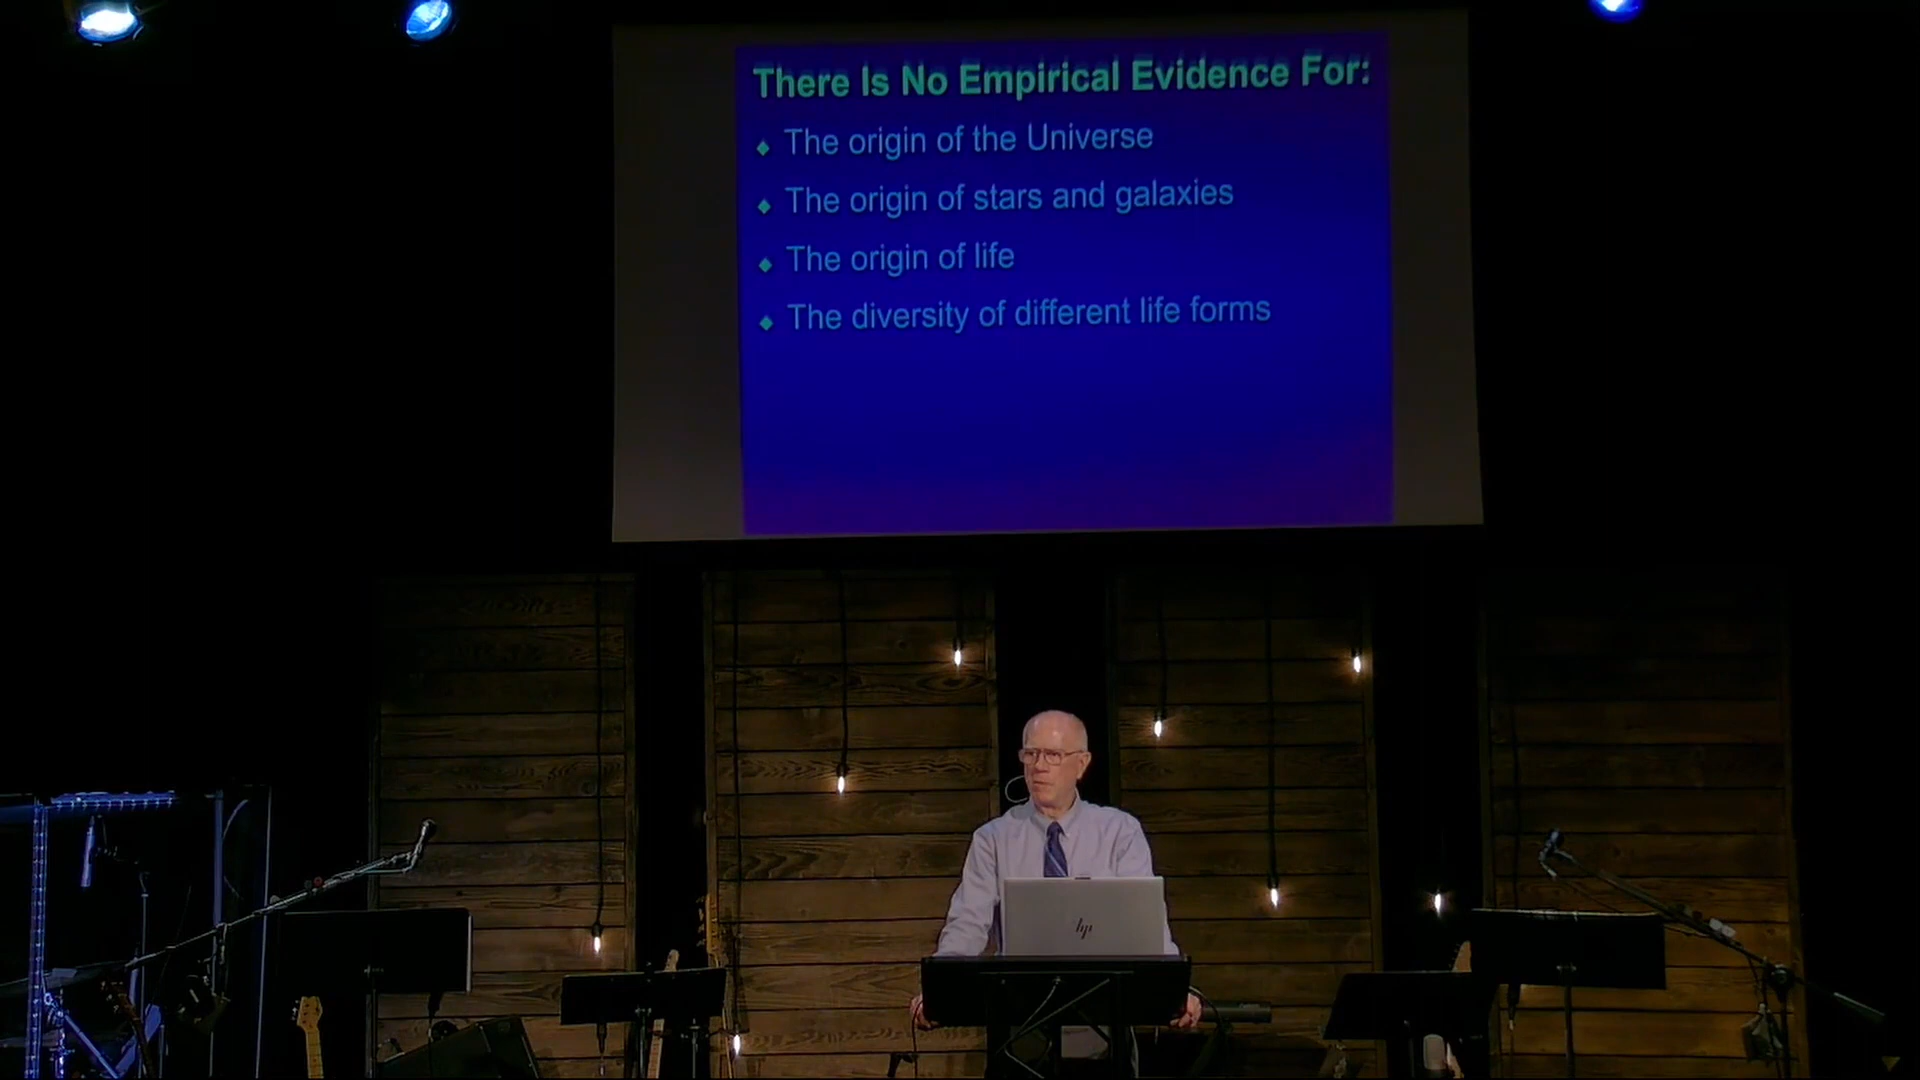 There Is No Empirical Evidence For:
The origin of the Universe
The origin of stars and galaxies
The origin of life
The diversity of different life forms
hp